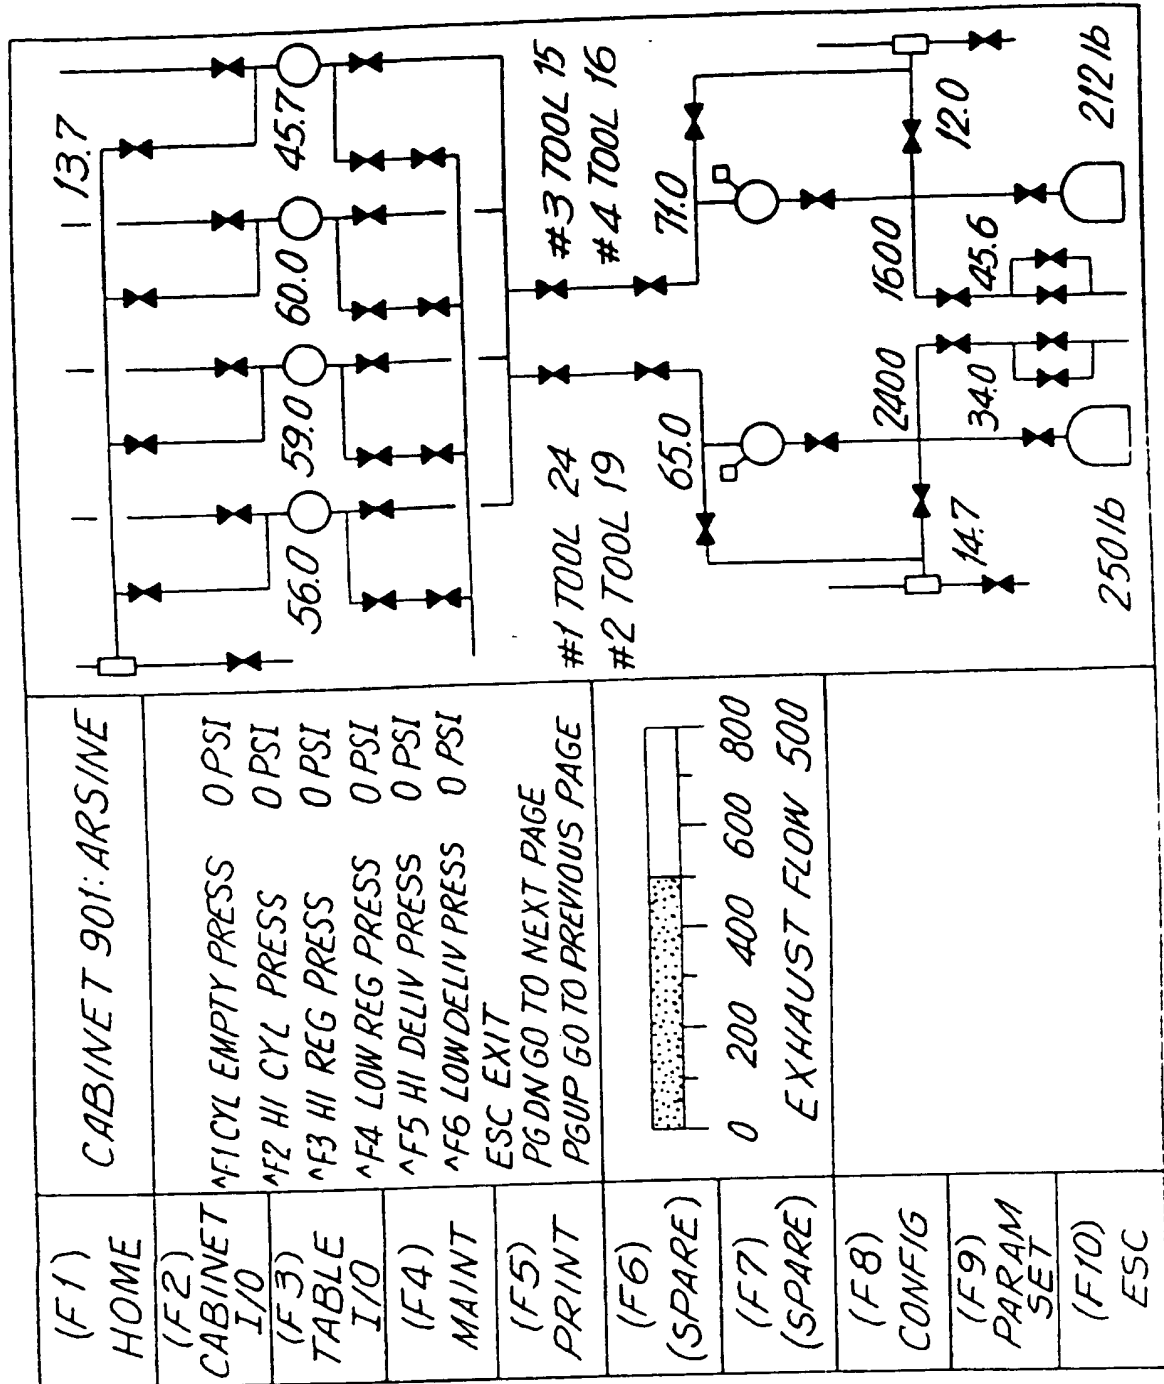 (F1)
HOME
(F2)
CABINET
I/O
(F3)
TABLE
I/O
(F4)
MAINT
(F5)
PRINT
(F6)
(SPARE)
(F7)
(SPARE)
(F8)
CONFIG
(F9)
PARAM
SET
(F10)
ESC
CABINET 901: ARSINE
^F1 CYL EMPTY PRESS 0 PSI
^F2 HI CYL PRESS 0 PSI
^F3 HI REG PRESS 0 PSI
^F4 LOW REG PRESS 0 PSI
^F5 HI DELIV PRESS 0 PSI
^F6 LOW DELIV PRESS 0 PSI
ESC EXIT
PGDN GO TO NEXT PAGE
PGUP GO TO PREVIOUS PAGE
0 200 400 600 800
EXHAUST FLOW 500
13.7
56.0 59.0 60.0 45.7
#1 TOOL 24
#2 TOOL 19
#3 TOOL 15
#4 TOOL 16
65.0 71.0
2400 1600
14.7 34.0 45.6 12.0
250 lb 212 lb